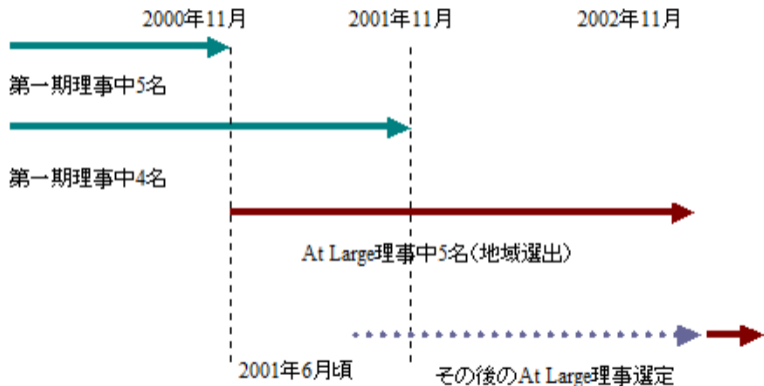 2000年11月 2001年11月 2002年11月
第一期理事中5名
第一期理事中4名
At Large理事中5名(地域選出)
2001年6月頃
その後のAt Large理事選定